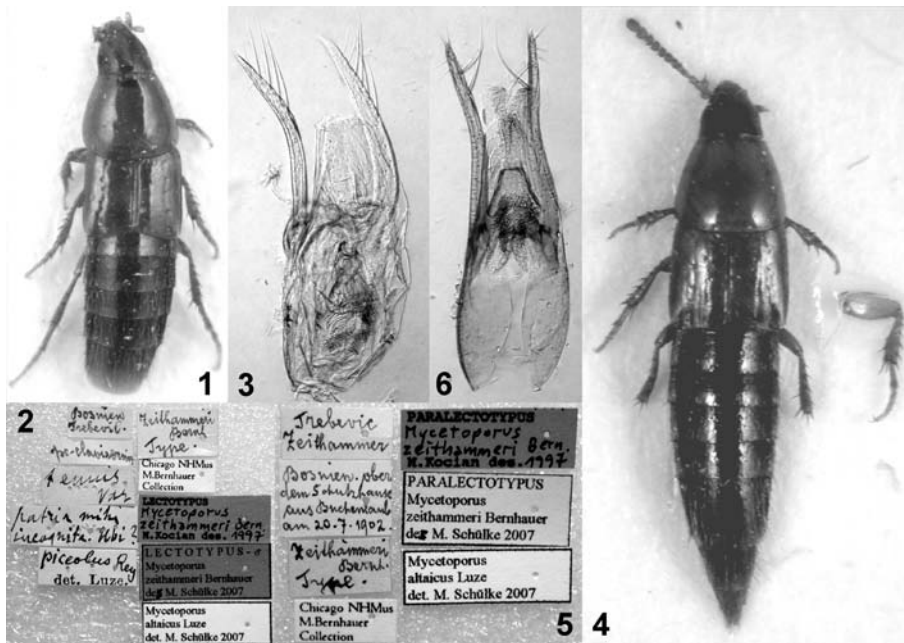 1
3
6
4
2
Bosnien
Trebević.
tenuis
var
patria mihi
incognita. Ubi?
piceolus Rey
det. Luze.
Zeithammeri
Bernh.
Type.
Chicago NHMus
M.Bernhauer
Collection
LECTOTYPUS
Mycetoporus
zeithammeri Bern.
M.Kocian des. 1997
LECTOTYPUS-♂
Mycetoporus
zeithammeri Bernhauer
des M. Schülke 2007
Mycetoporus
altaicus Luze
det. M. Schülke 2007
Trebevic
Zeithammer
Bosnien. ober
dem Schutzhause
aus Buchenlaub
am 20.7.1902.
Zeithammeri
Bernh.
Type.
Chicago NHMus
M.Bernhauer
Collection
PARALECTOTYPUS
Mycetoporus
zeithammeri Bern.
M.Kocian des. 1997
PARALECTOTYPUS
Mycetoporus
zeithammeri Bernhauer
des M. Schülke 2007
Mycetoporus
altaicus Luze
det. M. Schülke 2007
5